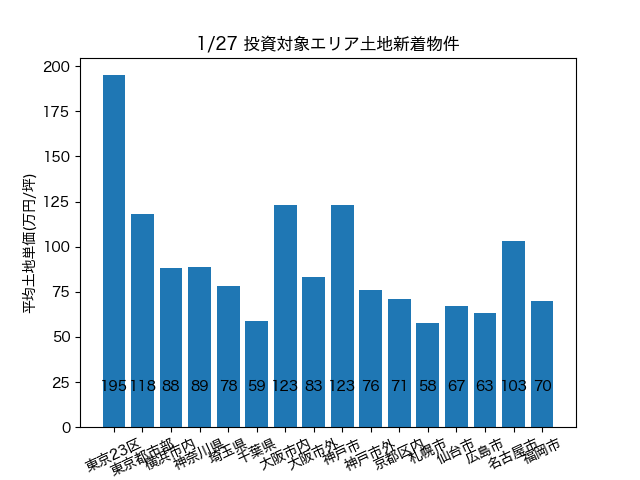 1/27 投資対象エリア土地新着物件
平均土地単価(万円/坪)
200
175
150
125
100
75
50
25
0
195 118 88 89 78 59 123 83 123 76 71 58 67 63 103 70
東京23区
東京都市部
横浜市内
神奈川県
埼玉県
千葉県
大阪市内
大阪市外
神戸市
神戸市外
京都区内
札幌市
仙台市
広島市
名古屋市
福岡市